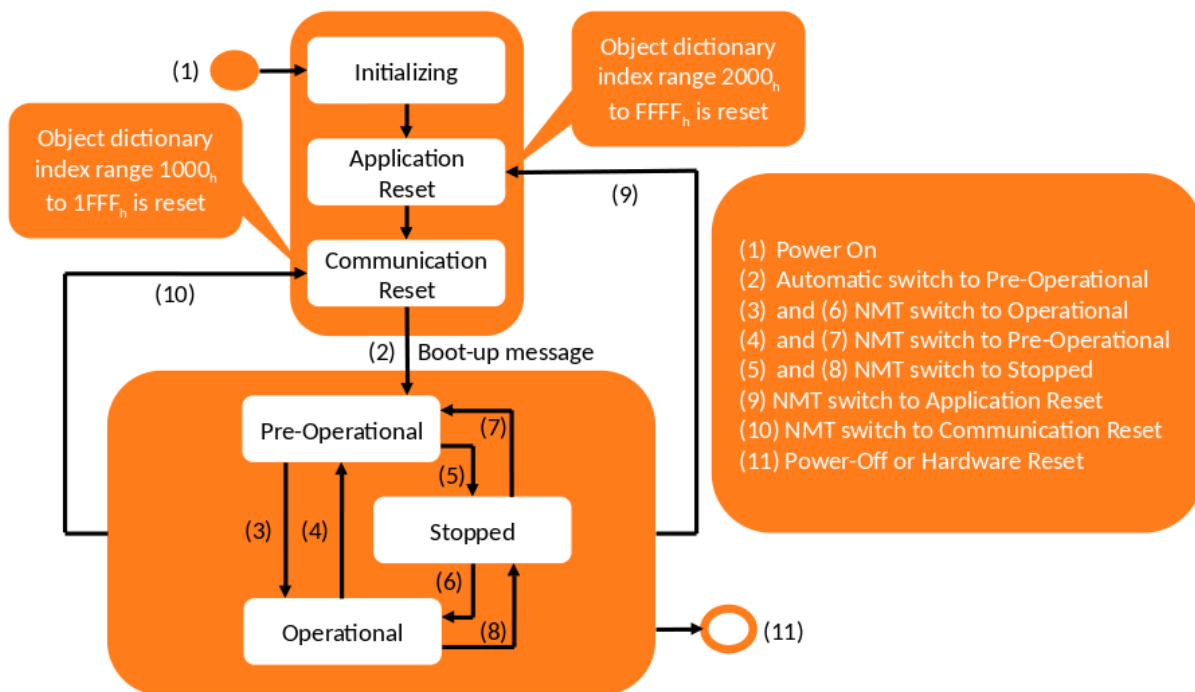 (1)
Initializing
Object dictionary
index range 2000h
to FFFFh is reset
Object dictionary
index range 1000h
to 1FFFh is reset
Application
Reset
(9)
Communication
Reset
(10)
(2) Boot-up message
(1) Power On
(2) Automatic switch to Pre-Operational
(3) and (6) NMT switch to Operational
(4) and (7) NMT switch to Pre-Operational
(5) and (8) NMT switch to Stopped
(9) NMT switch to Application Reset
(10) NMT switch to Communication Reset
(11) Power-Off or Hardware Reset
Pre-Operational
(7)
(5)
(3)
(4)
Stopped
(6)
Operational
(8)
(11)